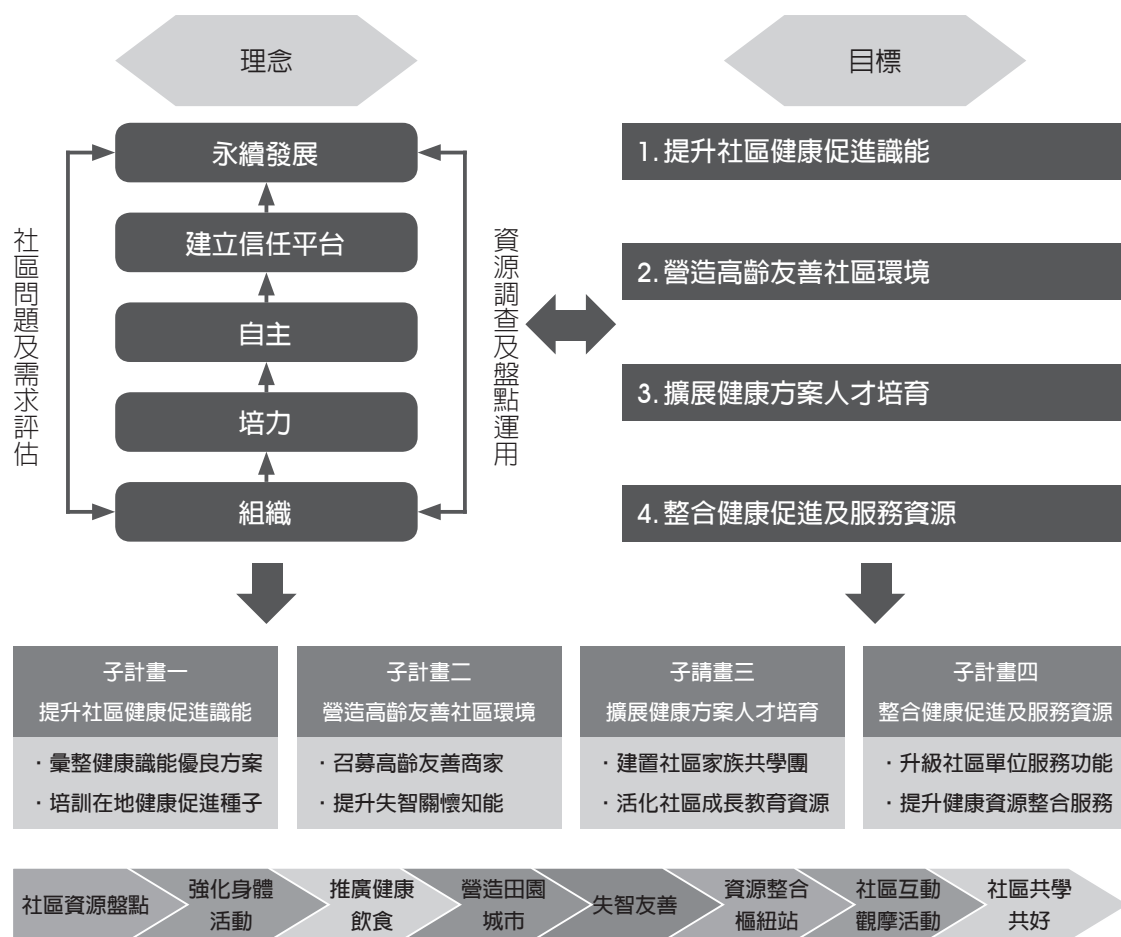 理念
永續發展
建立信任平台
自主
培力
組織
社區問題及需求評估
資源調查及盤點運用
目標
1. 提升社區健康促進識能
2. 營造高齡友善社區環境
3. 擴展健康方案人才培育
4. 整合健康促進及服務資源
子計畫一
提升社區健康促進識能
· 彙整健康識能優良方案
· 培訓在地健康促進種子
子計畫二
營造高齡友善社區環境
· 召募高齡友善商家
· 提升失智關懷知能
子請畫三
擴展健康方案人才培育
· 建置社區家族共學團
· 活化社區成長教育資源
子計畫四
整合健康促進及服務資源
· 升級社區單位服務功能
· 提升健康資源整合服務
社區資源盤點
強化身體
活動
推廣健康
飲食
營造田園
城市
失智友善
資源整合
樞紐站
社區互動
觀摩活動
社區共學
共好